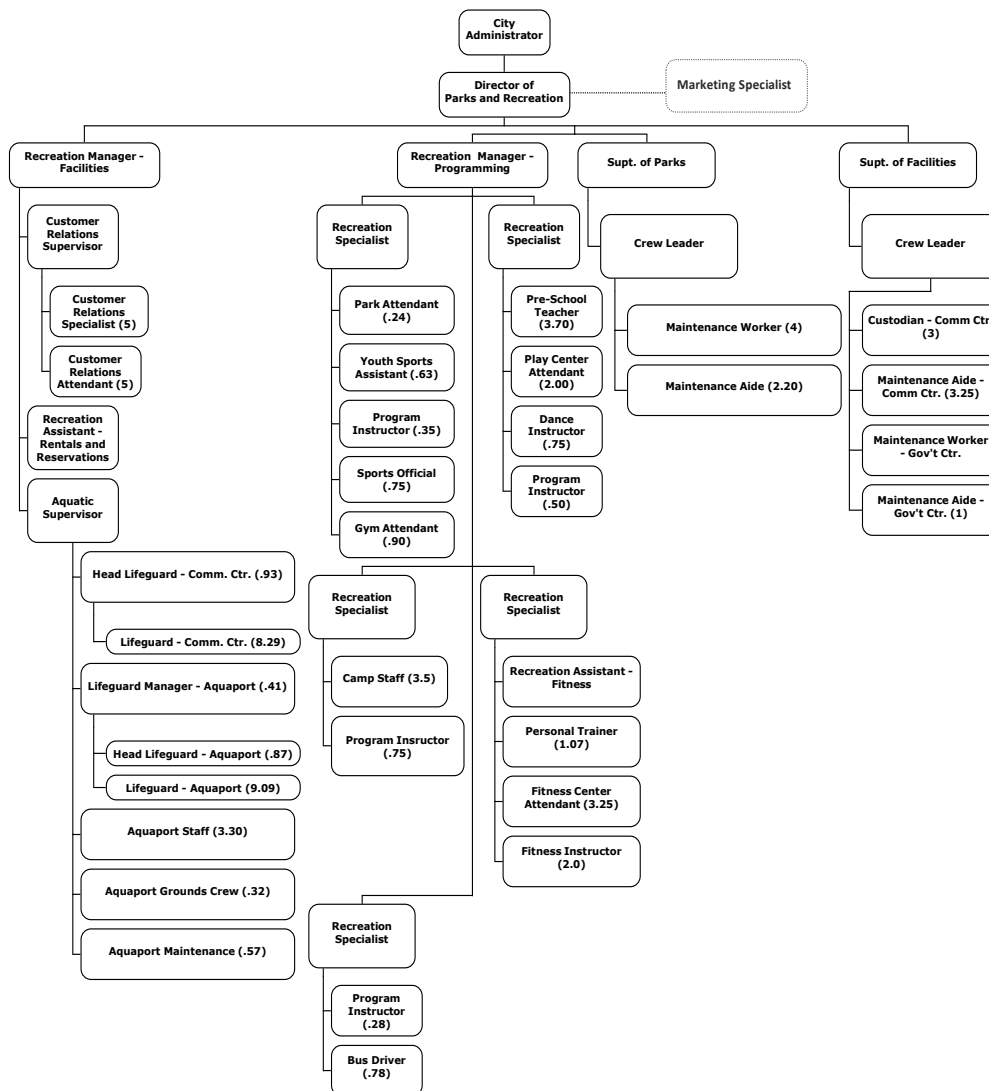 City
Administrator
Director of
Parks and Recreation
Marketing Specialist
Recreation Manager -
Facilities
Recreation Manager -
Programming
Supt. of Parks
Supt. of Facilities
Customer
Relations
Supervisor
Customer
Relations
Specialist (5)
Customer
Relations
Attendant (5)
Recreation
Assistant -
Rentals and
Reservations
Aquatic
Supervisor
Head Lifeguard - Comm. Ctr. (.93)
Lifeguard - Comm. Ctr. (8.29)
Lifeguard Manager - Aquaport (.41)
Head Lifeguard - Aquaport (.87)
Lifeguard - Aquaport (9.09)
Aquaport Staff (3.30)
Aquaport Grounds Crew (.32)
Aquaport Maintenance (.57)
Recreation
Specialist
Park Attendant
(.24)
Youth Sports
Assistant (.63)
Program
Instructor (.35)
Sports Official
(.75)
Gym Attendant
(.90)
Recreation
Specialist
Pre-School
Teacher
(3.70)
Play Center
Attendant
(2.00)
Dance
Instructor
(.75)
Program
Instructor
(.50)
Recreation
Specialist
Camp Staff (3.5)
Program Insructor
(.75)
Recreation
Specialist
Recreation Assistant -
Fitness
Personal Trainer
(1.07)
Fitness Center
Attendant (3.25)
Fitness Instructor
(2.0)
Recreation
Specialist
Program
Instructor
(.28)
Bus Driver
(.78)
Crew Leader
Maintenance Worker (4)
Maintenance Aide (2.20)
Crew Leader
Custodian - Comm Ctr.
(3)
Maintenance Aide -
Comm Ctr. (3.25)
Maintenance Worker
- Gov't Ctr.
Maintenance Aide -
Gov't Ctr. (1)